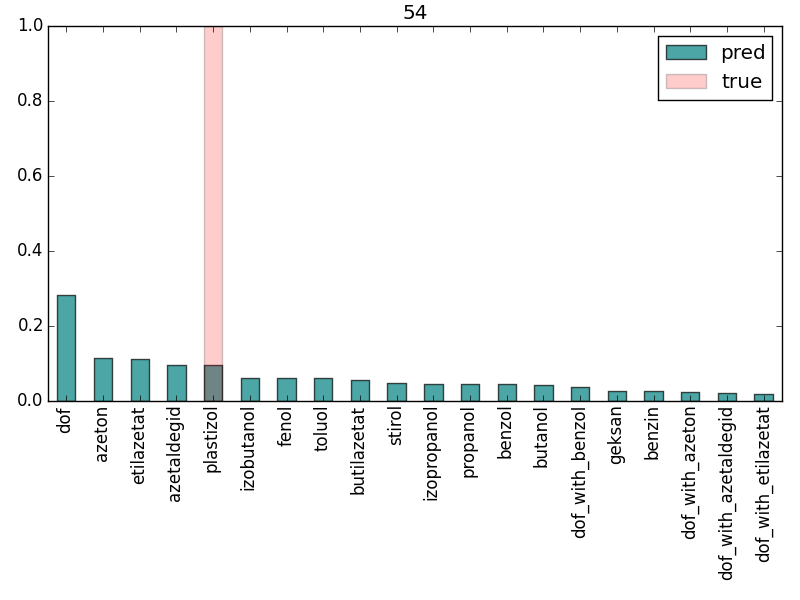 54
1.0
0.8
0.6
0.4
0.2
0.0
pred
true
dof
azeton
etilazetat
azetaldegid
plastizol
izobutanol
fenol
toluol
butilazetat
stirol
izopropanol
propanol
benzol
butanol
dof_with_benzol
geksan
benzin
dof_with_azeton
dof_with_azetaldegid
dof_with_etilazetat